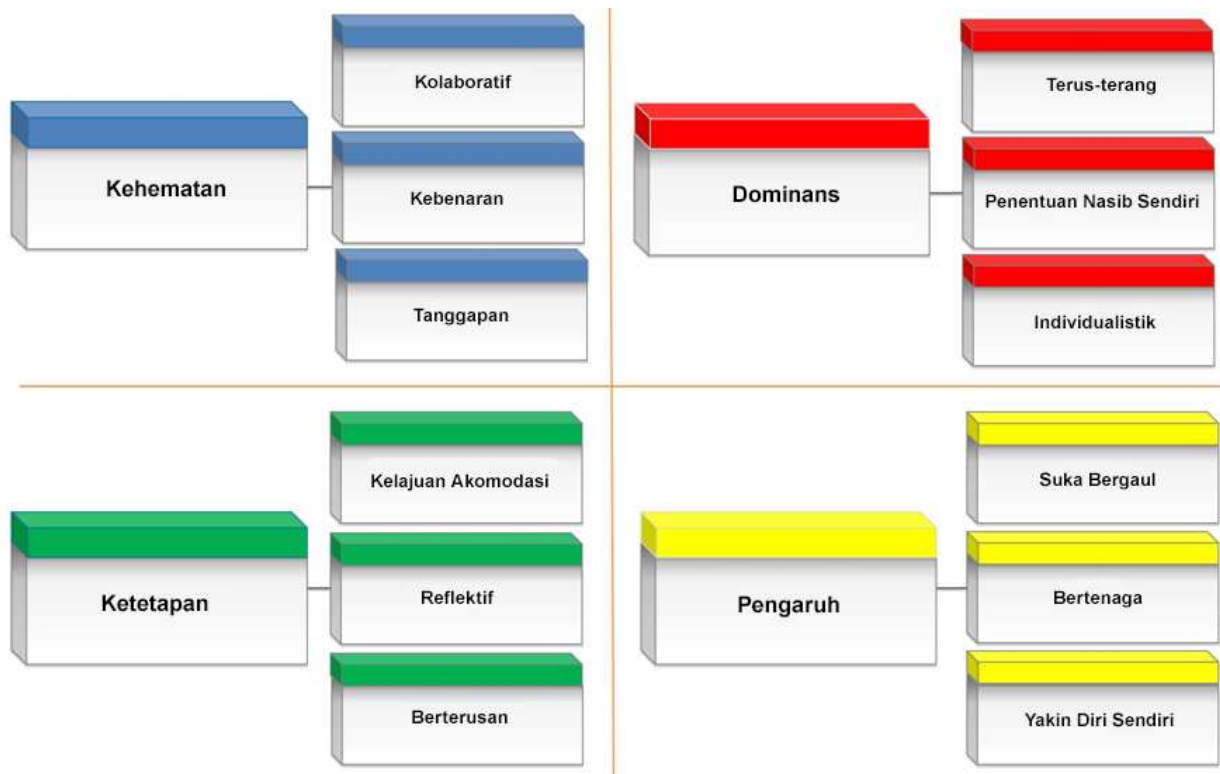 Kehematan
Kolaboratif
Kebenaran
Tanggapan
Dominans
Terus-terang
Penentuan Nasib Sendiri
Individualistik
Ketetapan
Kelajuan Akomodasi
Reflektif
Berterusan
Pengaruh
Suka Bergaul
Bertenaga
Yakin Diri Sendiri